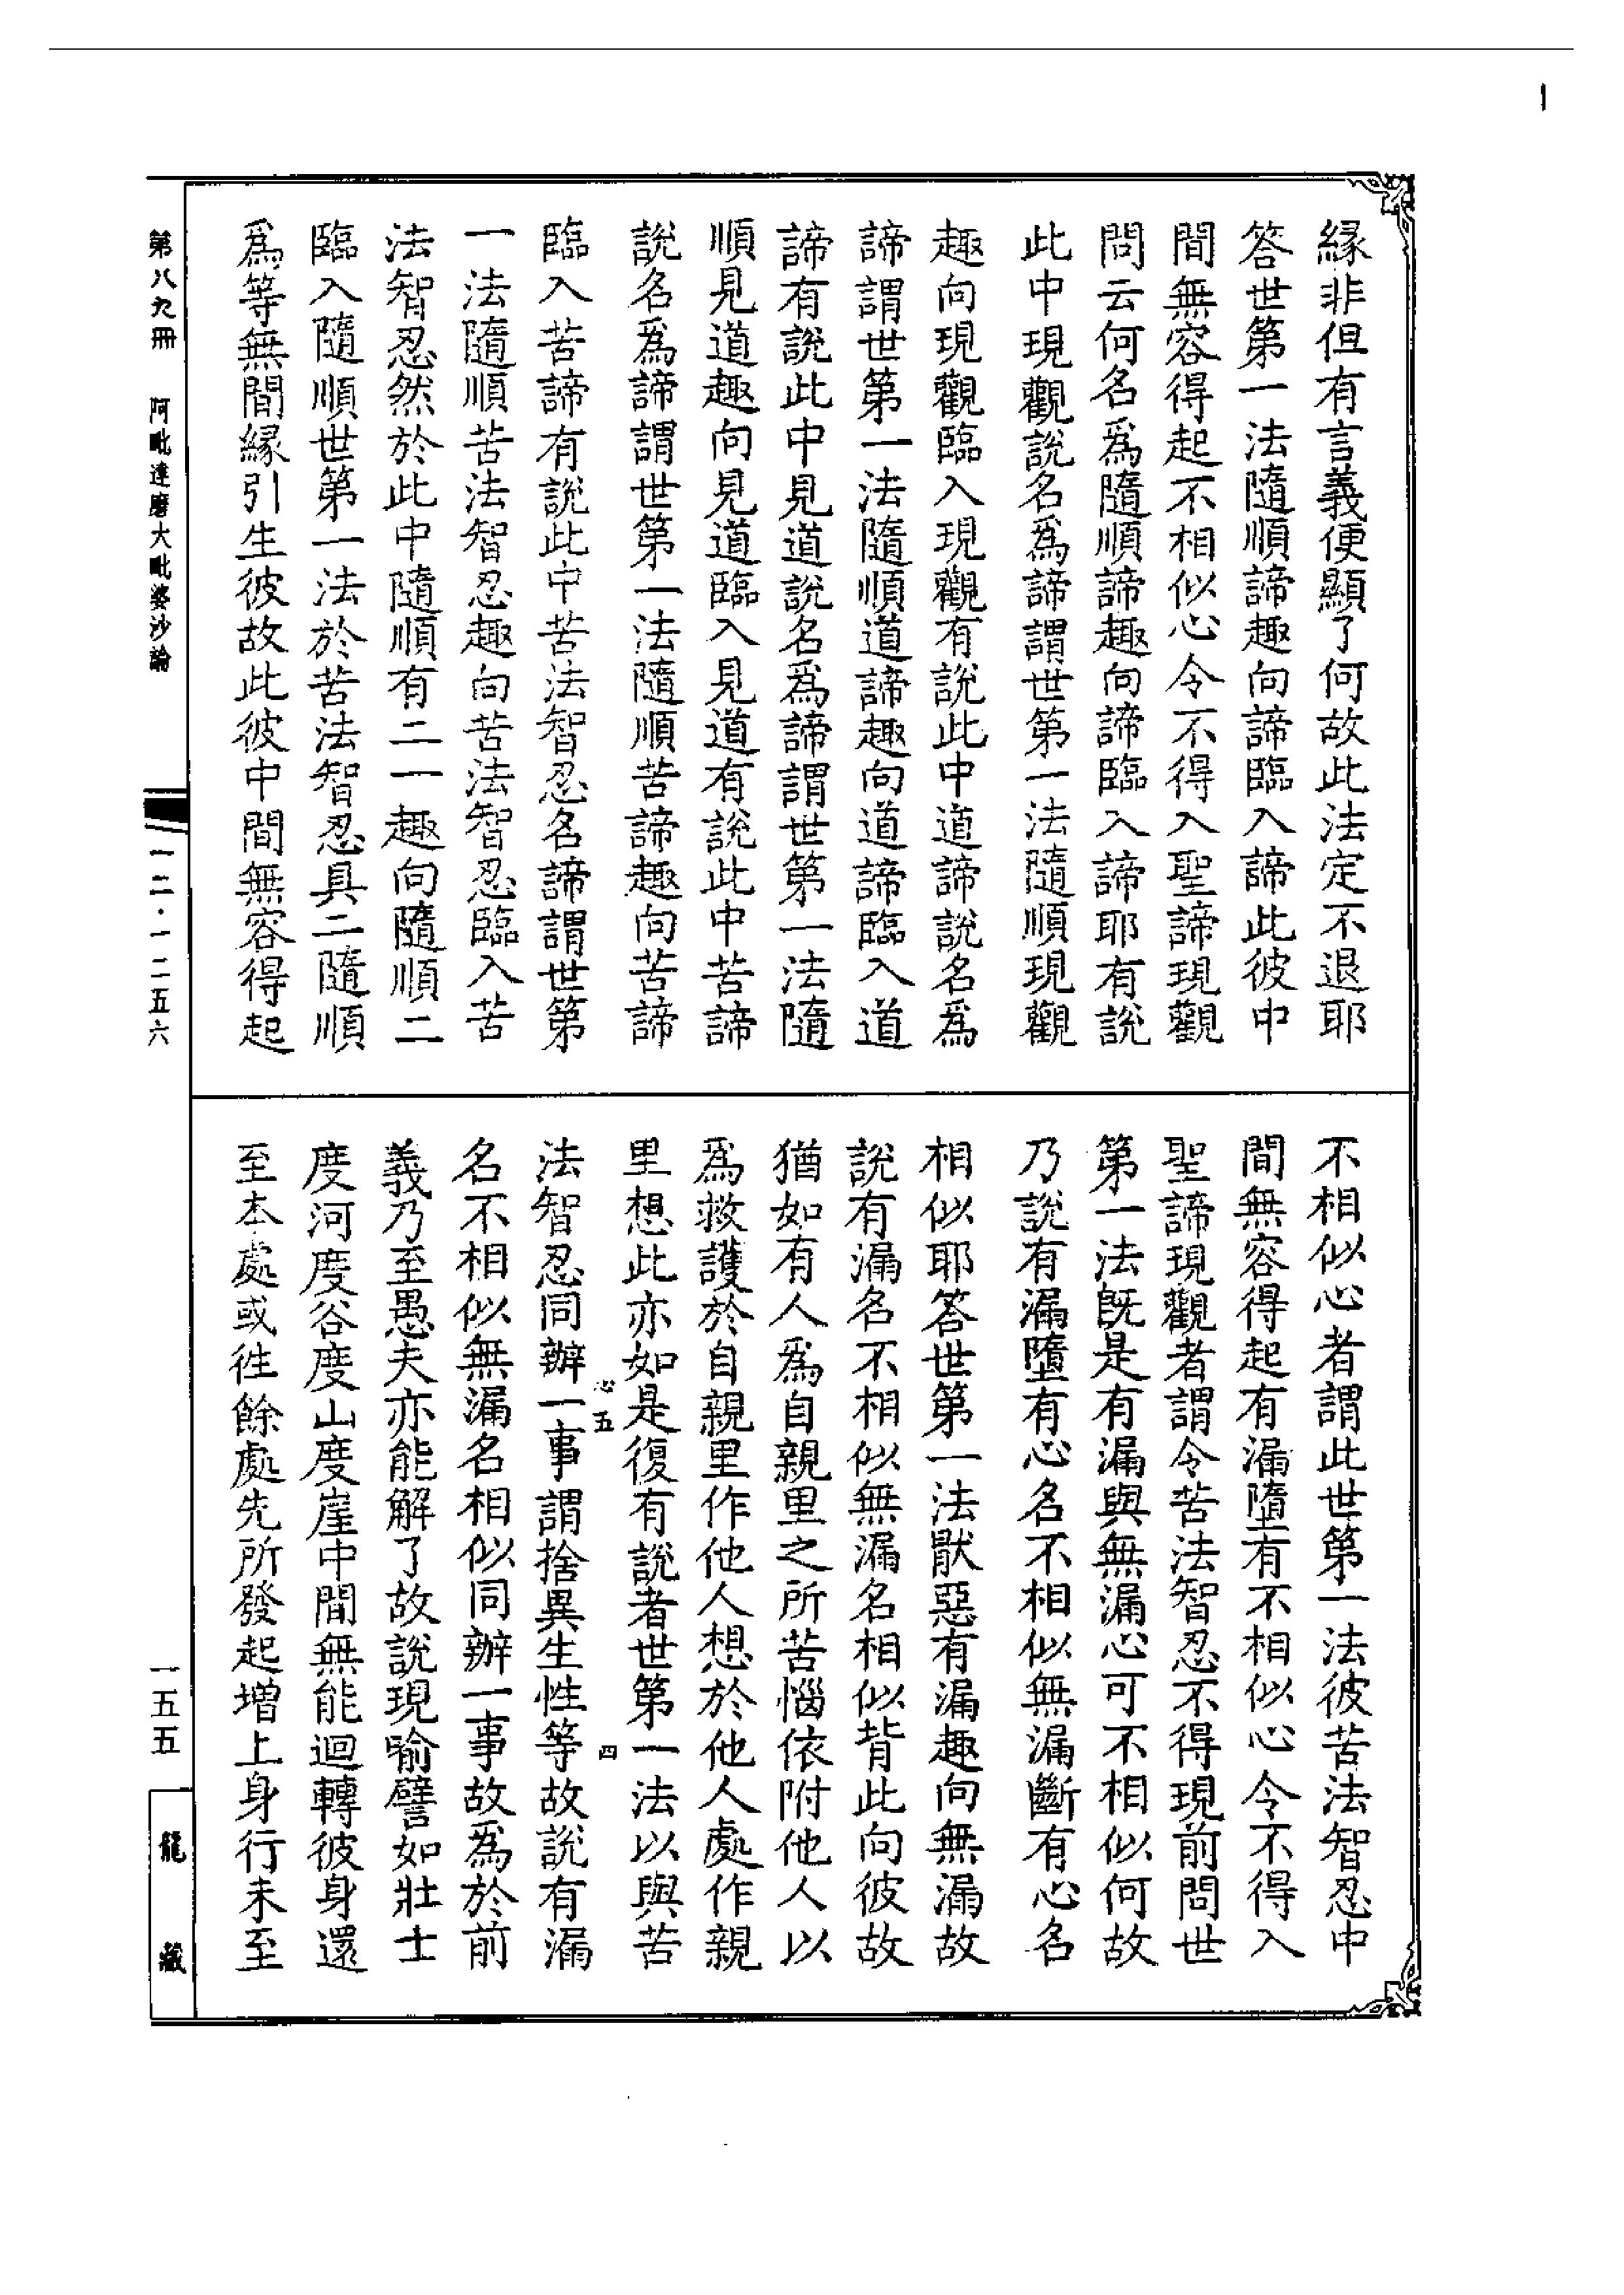 緣非但有言義便顯了何故此法定不退耶
答世第一法隨順諦趣向諦臨入諦此彼中
間無容得起不相似心令不得入聖諦現觀
問云何名爲隨順諦趣向諦臨入諦耶有説
此中現觀説名爲諦謂世第一法隨順現觀
趣向現觀臨入現觀有説此中道諦説名爲
諦謂世第一法隨順道諦趣向道諦臨入道
諦有説此中見道説名爲諦謂世第一法隨
順見道趣向見道臨入見道有説此中苦諦
説名爲諦謂世第一法隨順苦諦趣向苦諦
臨入苦諦有説此中苦法智忍名諦謂世第
一法隨順苦法智忍趣向苦法智忍臨入苦
法智忍然於此中隨順有二一趣向隨順二
臨入隨順世第一法於苦法智忍具二隨順
爲等無間緣引生彼故此彼中間無容得起
不相似心者謂此世第一法彼苦法智忍中
間無容得起有漏墮有不相似心令不得入
聖諦現觀者謂令苦法智忍不得現前問世
第一法旣是有漏與無漏心可不相似何故
乃説有漏墮有心名不相似無漏斷有心名
相似耶答世第一法猒惡有漏趣向無漏故
説有漏名不相似無漏名相似背此向彼故
猶如有人爲自親里之所苦惱依附他人以
爲救護於自親里作他人想於他人處作親
里想此亦如是復有説者世第一法以與苦
心五
四
法智忍同辦一事謂捨異生性等故説有漏
名不相似無漏名相似同辦一事故爲於前
義乃至愚夫亦能解了故説現喻譬如壯士
度河度谷度山度崖中間無能迴轉彼身還
至本處或往餘處先所發起增上身行未至
第八九冊　阿毗達磨大毗婆沙論
一二·一二五六
一五五
龍藏